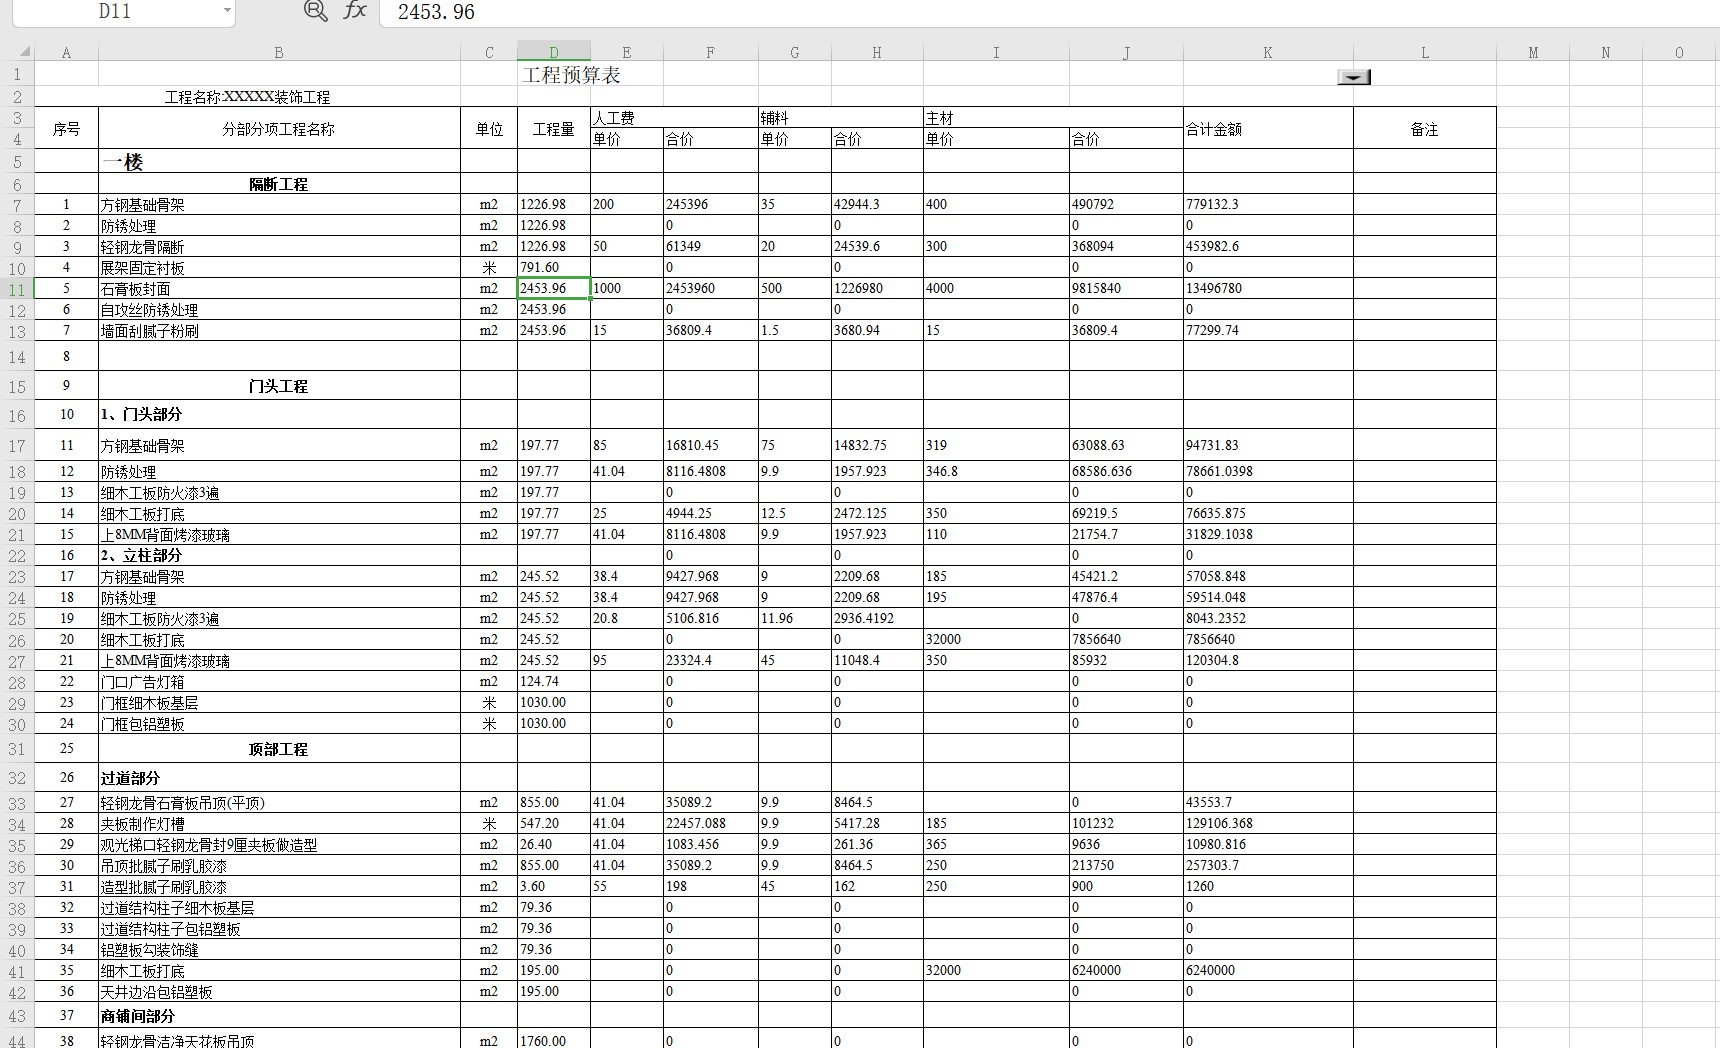 D11 fx 2453.96
A B C D E F G H I J K L M N O
1 工程预算表
2 工程名称:XXXXX装饰工程
3 序号 分部分项工程名称 单位 工程量 人工费 辅料 主材 合计金额 备注
4 单价 合价 单价 合价 单价 合价
5 一楼
6 隔断工程
7 1 方钢基础骨架 m2 1226.98 200 245396 35 42944.3 400 490792 779132.3
8 2 防锈处理 m2 1226.98 0 0 0 0
9 3 轻钢龙骨隔断 m2 1226.98 50 61349 20 24539.6 300 368094 453982.6
10 4 展架固定衬板 米 791.60 0 0 0 0
11 5 石膏板封面 m2 2453.96 1000 2453960 500 1226980 4000 9815840 13496780
12 6 自攻丝防锈处理 m2 2453.96 0 0 0 0
13 7 墙面刮腻子粉刷 m2 2453.96 15 36809.4 1.5 3680.94 15 36809.4 77299.74
14 8
15 9 门头工程
16 10 1、门头部分
17 11 方钢基础骨架 m2 197.77 85 16810.45 75 14832.75 319 63088.63 94731.83
18 12 防锈处理 m2 197.77 41.04 8116.4808 9.9 1957.923 346.8 68586.636 78661.0398
19 13 细木工板防火漆3遍 m2 197.77 0 0 0 0
20 14 细木工板打底 m2 197.77 25 4944.25 12.5 2472.125 350 69219.5 76635.875
21 15 上8MM背面烤漆玻璃 m2 197.77 41.04 8116.4808 9.9 1957.923 110 21754.7 31829.1038
22 16 2、立柱部分 0 0 0 0
23 17 方钢基础骨架 m2 245.52 38.4 9427.968 9 2209.68 185 45421.2 57058.848
24 18 防锈处理 m2 245.52 38.4 9427.968 9 2209.68 195 47876.4 59514.048
25 19 细木工板防火漆3遍 m2 245.52 20.8 5106.816 11.96 2936.4192 0 8043.2352
26 20 细木工板打底 m2 245.52 0 0 32000 7856640 7856640
27 21 上8MM背面烤漆玻璃 m2 245.52 95 23324.4 45 11048.4 350 85932 120304.8
28 22 门口广告灯箱 m2 124.74 0 0 0 0
29 23 门框细木板基层 米 1030.00 0 0 0 0
30 24 门框包铝塑板 米 1030.00 0 0 0 0
31 25 顶部工程
32 26 过道部分
33 27 轻钢龙骨石膏板吊顶(平顶) m2 855.00 41.04 35089.2 9.9 8464.5 0 43553.7
34 28 夹板制作灯槽 米 547.20 41.04 22457.088 9.9 5417.28 185 101232 129106.368
35 29 观光梯口轻钢龙骨封9厘夹板做造型 m2 26.40 41.04 1083.456 9.9 261.36 365 9636 10980.816
36 30 吊顶批腻子刷乳胶漆 m2 855.00 41.04 35089.2 9.9 8464.5 250 213750 257303.7
37 31 造型批腻子刷乳胶漆 m2 3.60 55 198 45 162 250 900 1260
38 32 过道结构柱子细木板基层 m2 79.36 0 0 0 0
39 33 过道结构柱子包铝塑板 m2 79.36 0 0 0 0
40 34 铝塑板勾装饰缝 m2 79.36 0 0 0 0
41 35 细木工板打底 m2 195.00 0 0 32000 6240000 6240000
42 36 天井边沿包铝塑板 m2 195.00 0 0 0 0
43 37 商铺间部分
44 38 轻钢龙骨洁净天花板吊顶 m2 1760.00 0 0 0 0